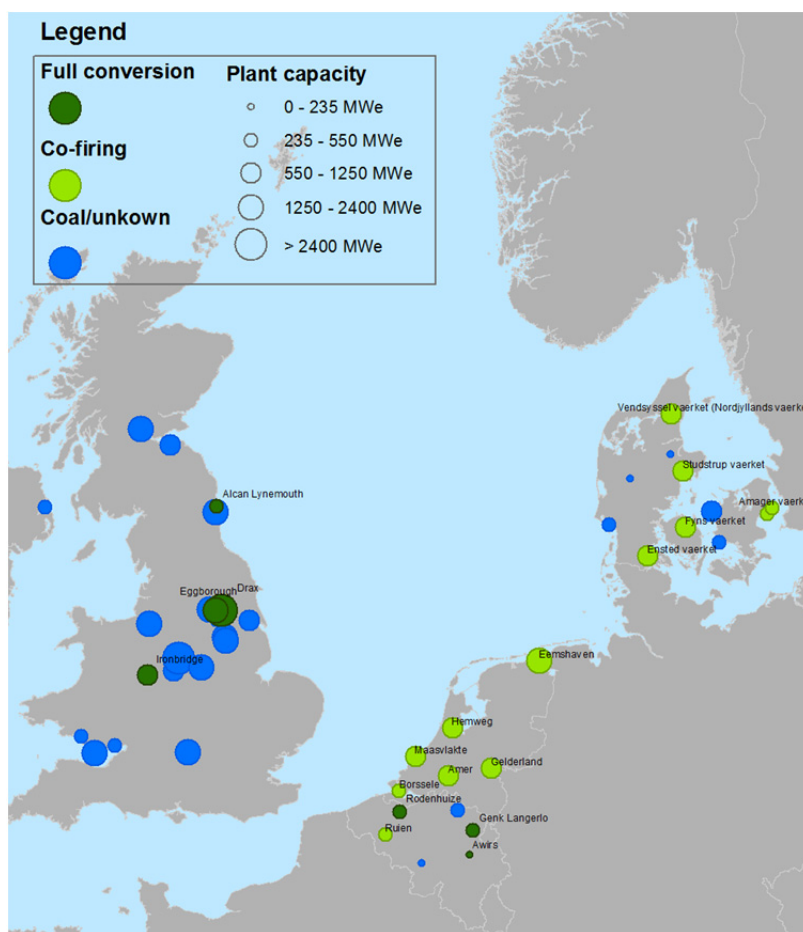 Legend
Full conversion
Plant capacity
0 - 235 MWe
Co-firing
235 - 550 MWe
550 - 1250 MWe
Coal/unkown
1250 - 2400 MWe
> 2400 MWe
Vendsyssel vaerket (Nordjyllands vaerke
Studstrup vaerket
Alcan Lynemouth
Amager vaerk
Fyns vaerket
Ensted vaerket
Eggborough
Drax
Ironbridge
Eemshaven
Hemweg
Maasvlakte
Gelderland
Amer
Borssele
Rodenhuize
Genk Langerlo
Ruien
Awirs